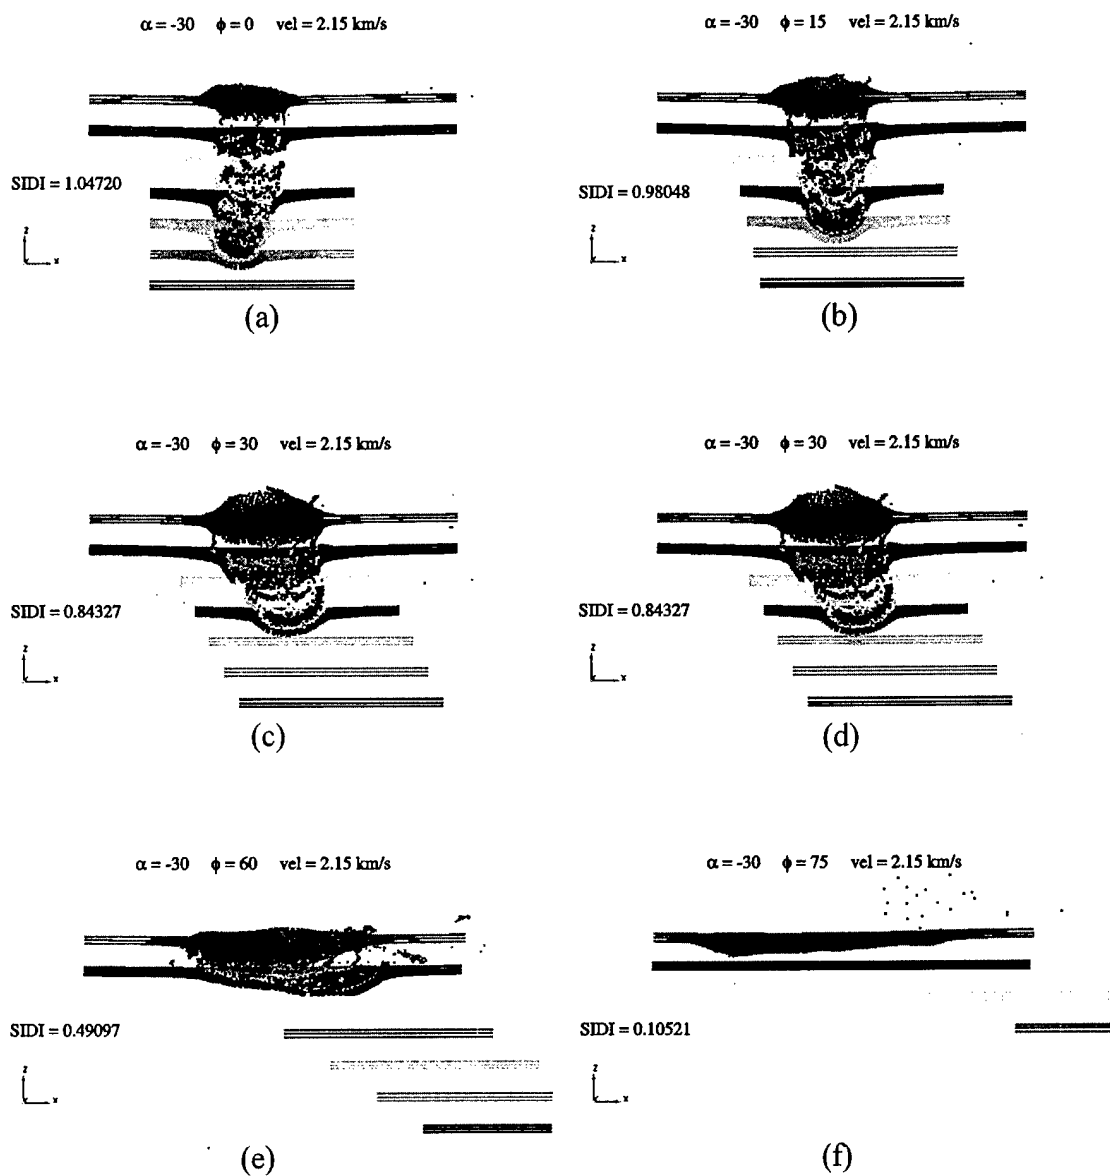 α = -30 ϕ = 0 vel = 2.15 km/s
SIDI = 1.04720
z
x
(a)
α = -30 ϕ = 15 vel = 2.15 km/s
SIDI = 0.98048
z
x
(b)
α = -30 ϕ = 30 vel = 2.15 km/s
SIDI = 0.84327
z
x
(c)
α = -30 ϕ = 30 vel = 2.15 km/s
SIDI = 0.84327
z
x
(d)
α = -30 ϕ = 60 vel = 2.15 km/s
SIDI = 0.49097
z
x
(e)
α = -30 ϕ = 75 vel = 2.15 km/s
SIDI = 0.10521
z
x
(f)